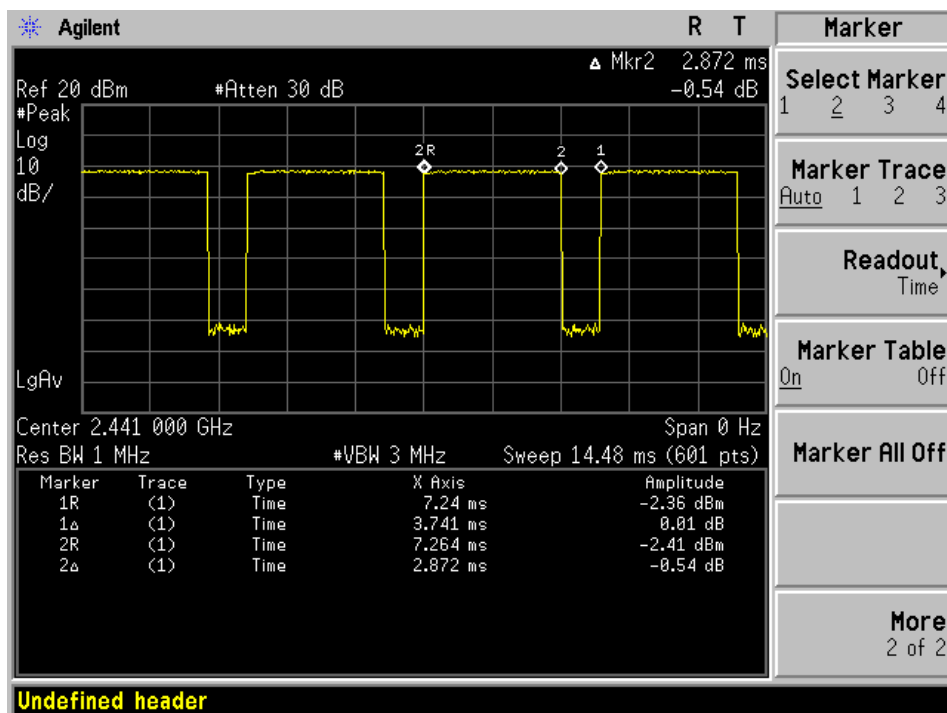 Agilent R T
Marker
Δ Mkr2 2.872 ms
Ref 20 dBm #Atten 30 dB -0.54 dB
#Peak
Log
10
dB/
2R 2 1
LgAv
Center 2.441 000 GHz Span 0 Hz
Res BW 1 MHz #VBW 3 MHz Sweep 14.48 ms (601 pts)
Marker Trace Type X Axis Amplitude
1R (1) Time 7.24 ms -2.36 dBm
1Δ (1) Time 3.741 ms 0.01 dB
2R (1) Time 7.264 ms -2.41 dBm
2Δ (1) Time 2.872 ms -0.54 dB
Select Marker
1 2 3 4
Marker Trace
Auto 1 2 3
Readout
Time
Marker Table
On Off
Marker All Off
More
2 of 2
Undefined header